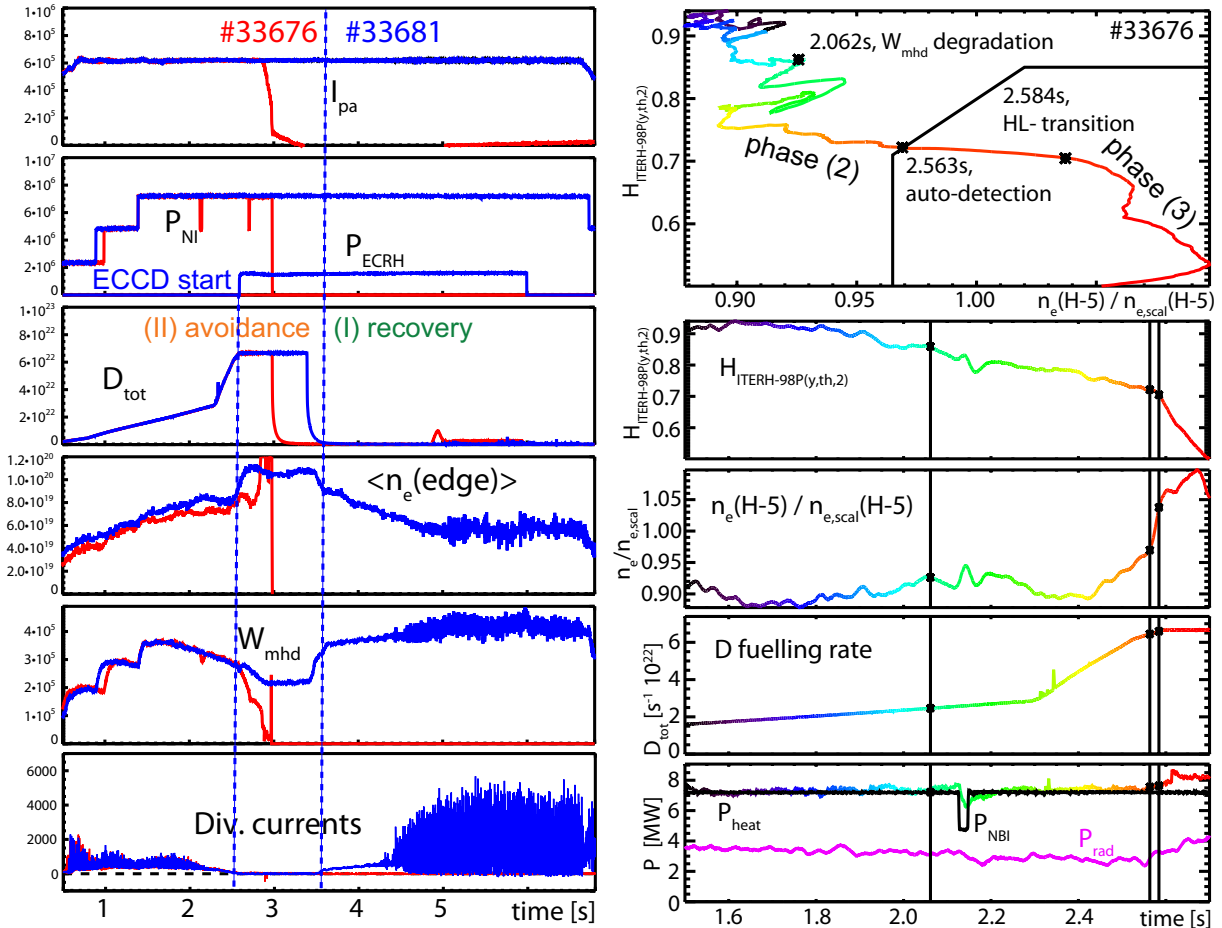 #33676 #33681
1•10⁶
8•10⁵
6•10⁵
4•10⁵
2•10⁵
0
I_pa
1•10⁷
8•10⁶
6•10⁶
4•10⁶
2•10⁶
0
P_NI
P_ECRH
ECCD start
1.0•10²³
8.0•10²²
6.0•10²²
4.0•10²²
2.0•10²²
0
(II) avoidance (I) recovery
D_tot
1.2•10²⁰
1.0•10²⁰
8.0•10¹⁹
6.0•10¹⁹
4.0•10¹⁹
2.0•10¹⁹
0
<n_e(edge)>
4•10⁵
3•10⁵
2•10⁵
1•10⁵
0
W_mhd
6000
4000
2000
0
Div. currents
1 2 3 4 5 time [s]
#33676
2.062s, W_mhd degradation
2.584s,
HL- transition
2.563s,
auto-detection
phase (2)
phase (3)
H_ITERH-98P(y,th,2)
0.9
0.8
0.7
0.6
0.90 0.95 1.00 n_e(H-5) / n_e,scal(H-5)
H_ITERH-98P(y,th,2)
0.9
0.8
0.7
0.6
H_ITERH-98P(y,th,2)
n_e(H-5) / n_e,scal(H-5)
n_e/n_e,scal
1.05
1.00
0.95
0.90
D fuelling rate
D_tot [s⁻¹ 10²²]
6
4
2
0
P [MW]
8
6
4
2
0
P_heat
P_NBI
P_rad
1.6 1.8 2.0 2.2 2.4 time [s]